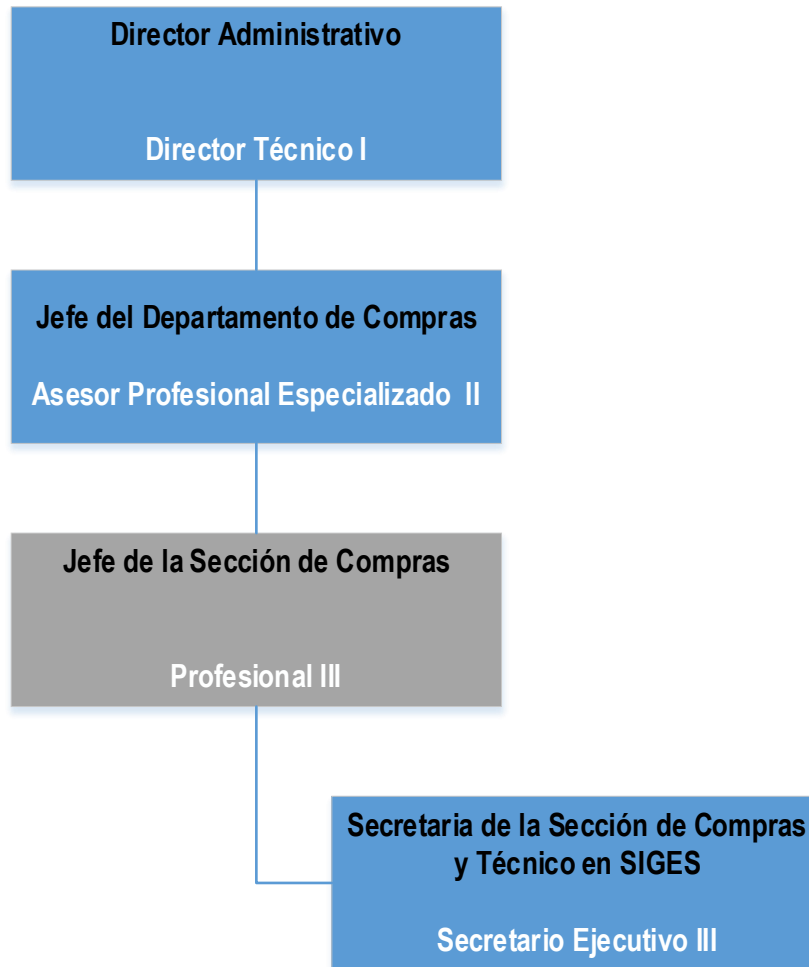 Director Administrativo
Director Técnico I
Jefe del Departamento de Compras
Asesor Profesional Especializado II
Jefe de la Sección de Compras
Profesional III
Secretaria de la Sección de Compras
y Técnico en SIGES
Secretario Ejecutivo III